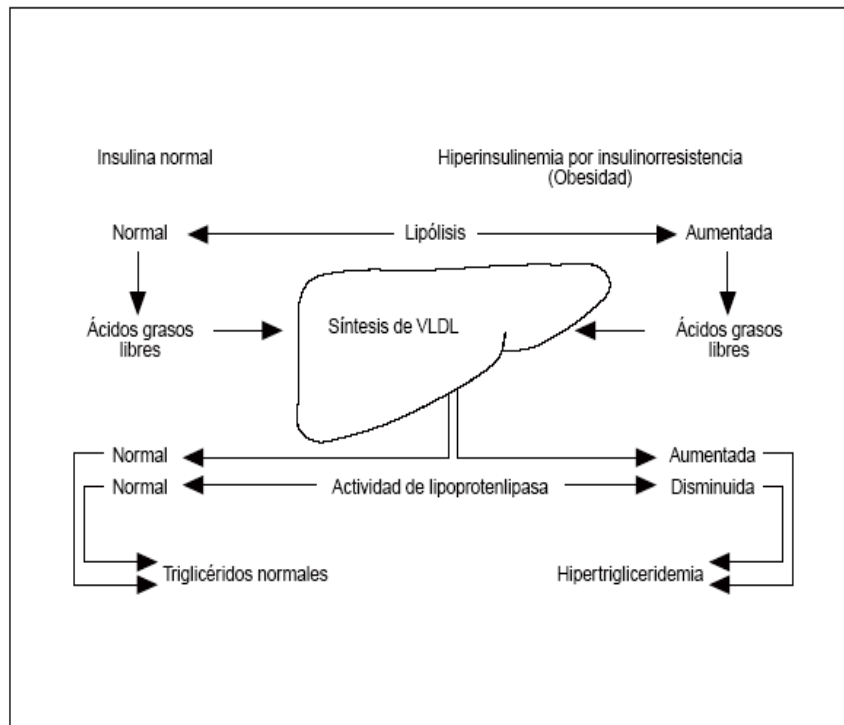 Insulina normal
Hiperinsulinemia por insulinorresistencia
(Obesidad)
Normal
Lipólisis
Aumentada
Ácidos grasos
libres
Síntesis de VLDL
Ácidos grasos
libres
Normal
Aumentada
Normal
Actividad de lipoprotenlipasa
Disminuida
Triglicéridos normales
Hipertrigliceridemia